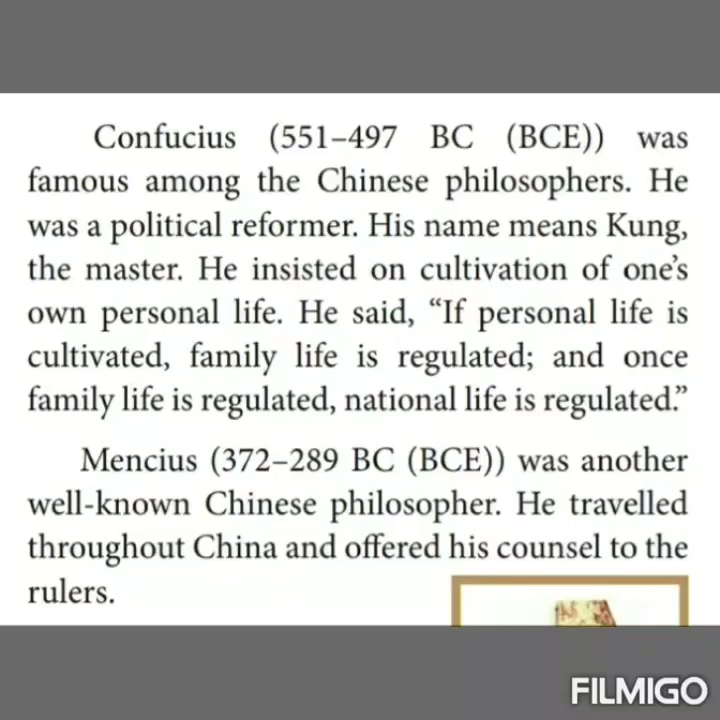 Confucius (551–497 BC (BCE)) was
famous among the Chinese philosophers. He
was a political reformer. His name means Kung,
the master. He insisted on cultivation of one’s
own personal life. He said, “If personal life is
cultivated, family life is regulated; and once
family life is regulated, national life is regulated.”
Mencius (372–289 BC (BCE)) was another
well-known Chinese philosopher. He travelled
throughout China and offered his counsel to the
rulers.
FILMIGO